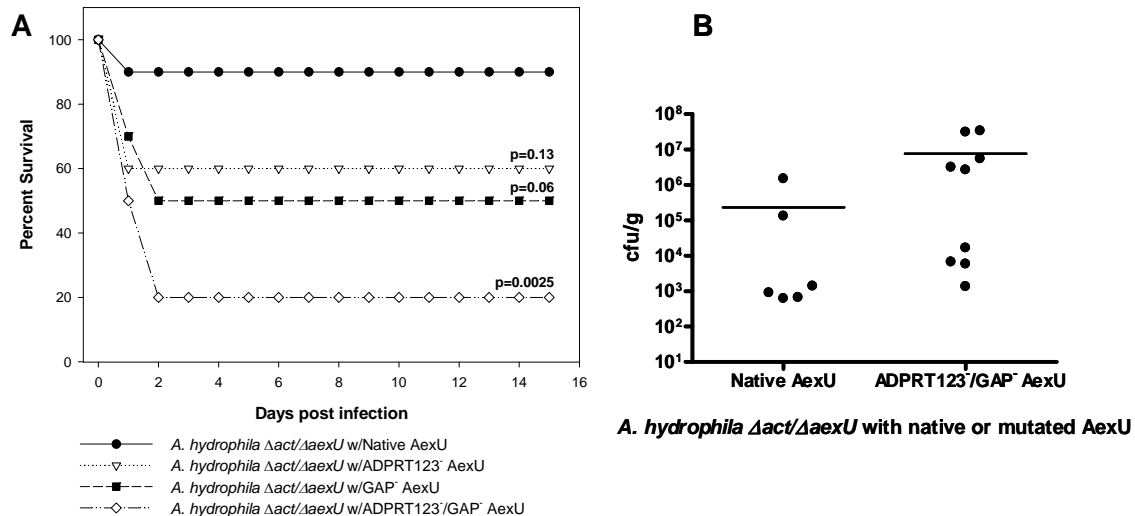 A
100
80
60
40
20
0
Percent Survival
p=0.13
p=0.06
p=0.0025
0 2 4 6 8 10 12 14 16
Days post infection
A. hydrophila Δact/ΔaexU w/Native AexU
A. hydrophila Δact/ΔaexU w/ADPRT123⁻ AexU
A. hydrophila Δact/ΔaexU w/GAP⁻ AexU
A. hydrophila Δact/ΔaexU w/ADPRT123⁻/GAP⁻ AexU
B
10⁸
10⁷
10⁶
10⁵
10⁴
10³
10²
10¹
cfu/g
Native AexU ADPRT123⁻/GAP⁻ AexU
A. hydrophila Δact/ΔaexU with native or mutated AexU